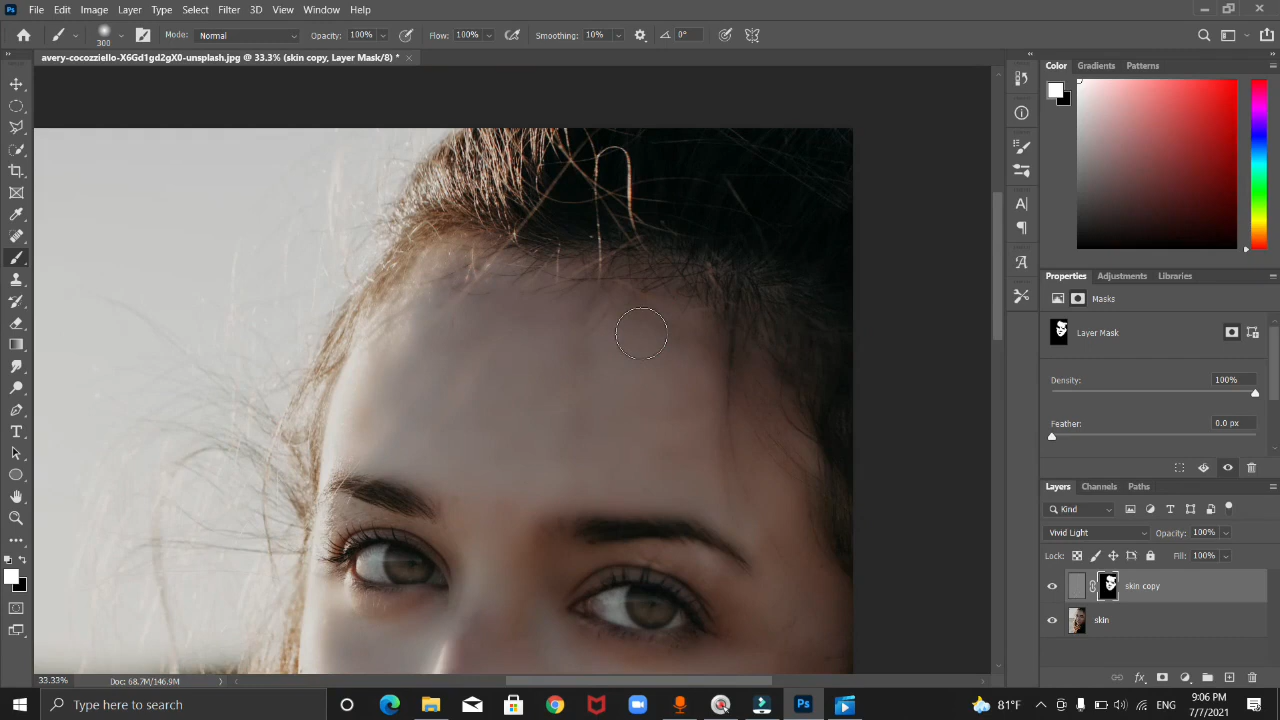 Ps File Edit Image Layer Type Select Filter 3D View Window Help
300 Mode: Normal Opacity: 100% Flow: 100% Smoothing: 10% 0°
avery-cocozziello-X6Gd1gd2gX0-unsplash.jpg @ 33.3% (skin copy, Layer Mask/8) *
Color Gradients Patterns
Properties Adjustments Libraries
Masks
Layer Mask
Density: 100%
Feather: 0.0 px
Layers Channels Paths
Kind
Vivid Light Opacity: 100%
Lock: Fill: 100%
skin copy
skin
33.33% Doc: 68.7M/146.9M
Type here to search Ps 81°F ENG 9:06 PM
7/7/2021